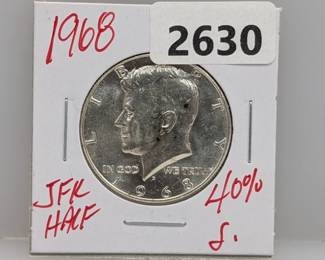 1968
2630
LIBERTY
IN GOD WE TRUST
1968
JFK
HALF
40%
S.